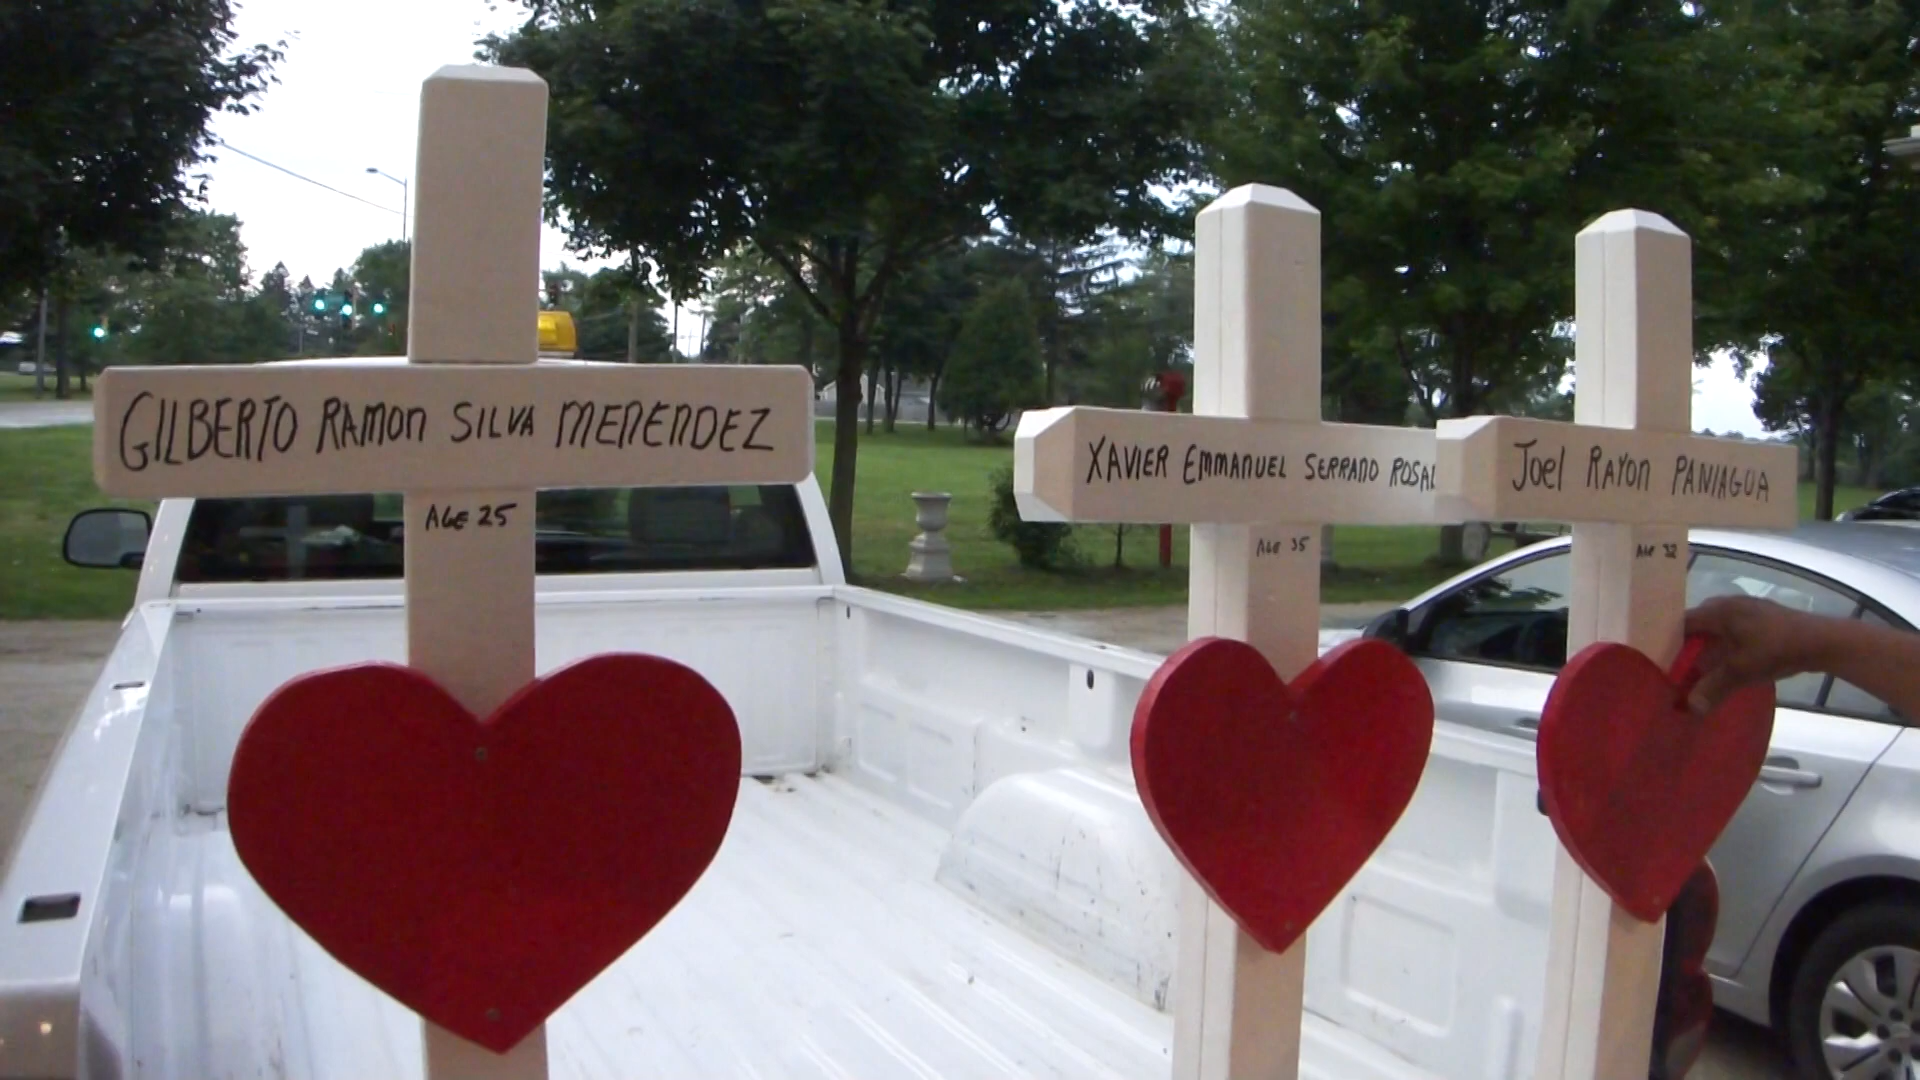 GILBERTO RAMON SILVA MENENDEZ
AGE 25
XAVIER EMMANUEL SERRANO ROSAL
AGE 35
Joel RAYON PANIAGUA
AGE 32